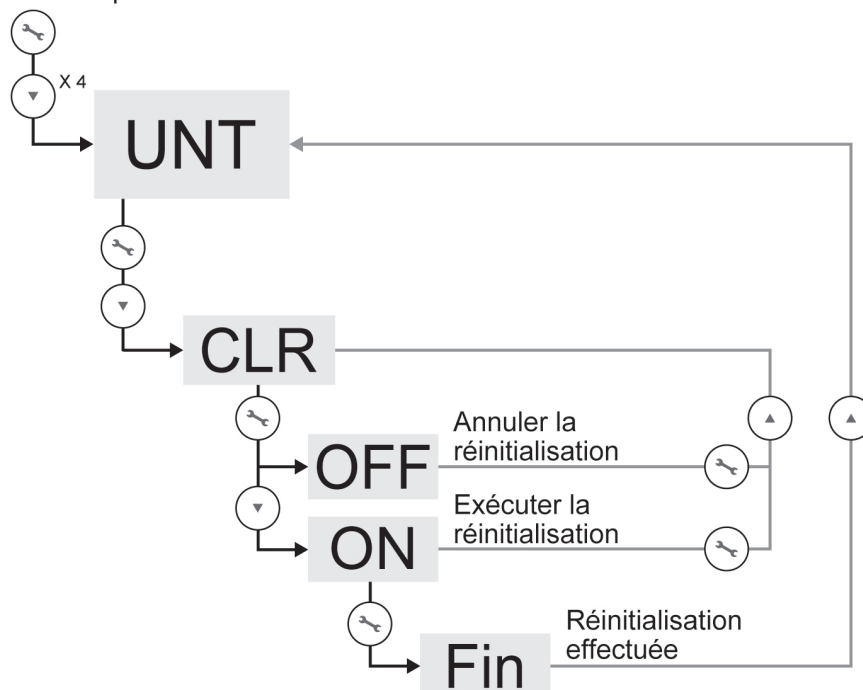 X 4
UNT
CLR
Annuler la
réinitialisation
OFF
Exécuter la
réinitialisation
ON
Réinitialisation
effectuée
Fin